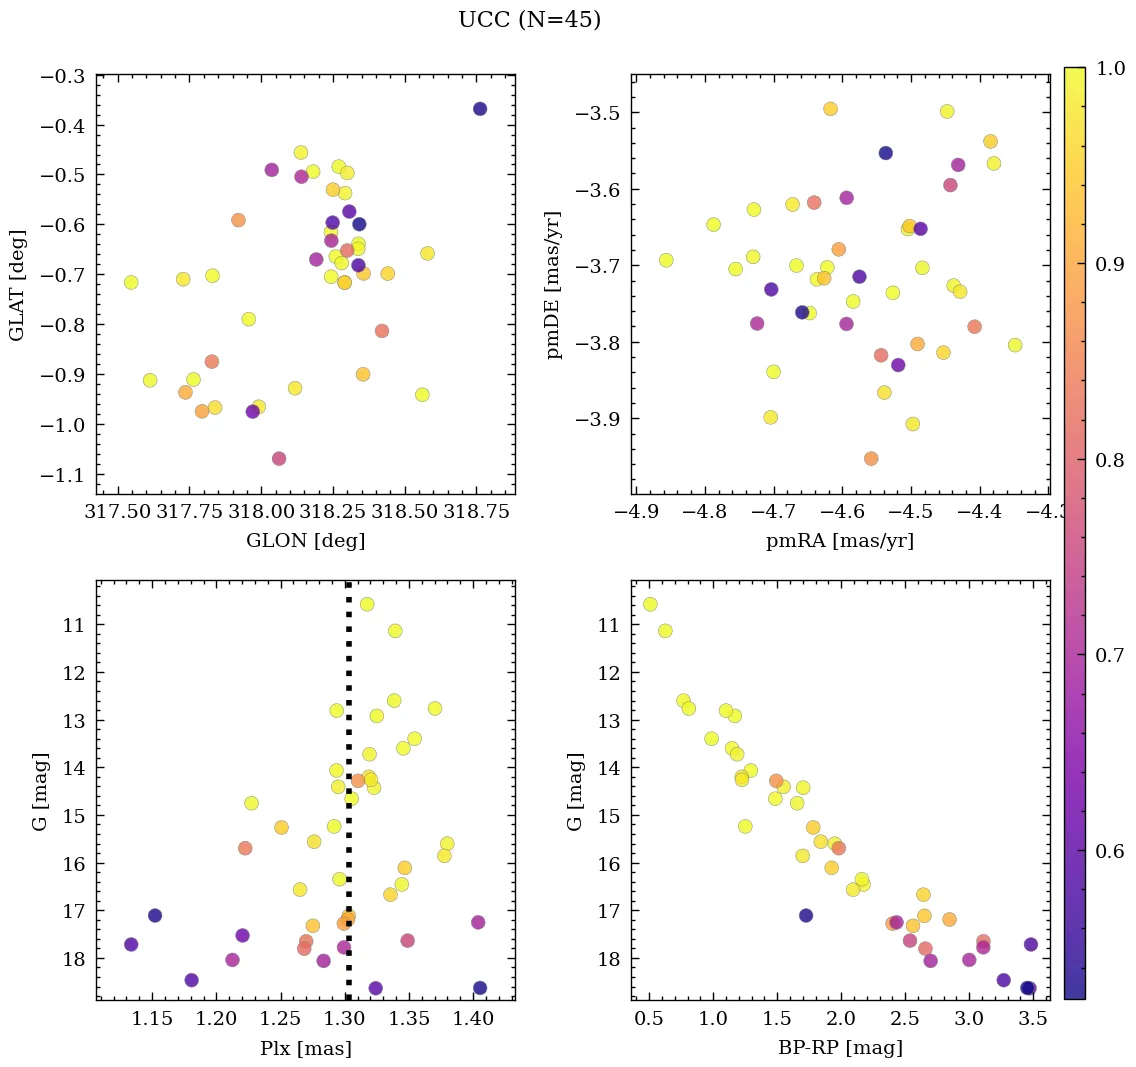 UCC (N=45)
−0.3
−0.4
−0.5
−0.6
−0.7
−0.8
−0.9
−1.0
−1.1
GLAT [deg]
317.50 317.75 318.00 318.25 318.50 318.75
GLON [deg]
−3.5
−3.6
−3.7
−3.8
−3.9
pmDE [mas/yr]
−4.9 −4.8 −4.7 −4.6 −4.5 −4.4
pmRA [mas/yr]
1.0
0.9
0.8
0.7
0.6
11
12
13
14
15
16
17
18
G [mag]
1.15 1.20 1.25 1.30 1.35 1.40
Plx [mas]
11
12
13
14
15
16
17
18
G [mag]
0.5 1.0 1.5 2.0 2.5 3.0 3.5
BP-RP [mag]